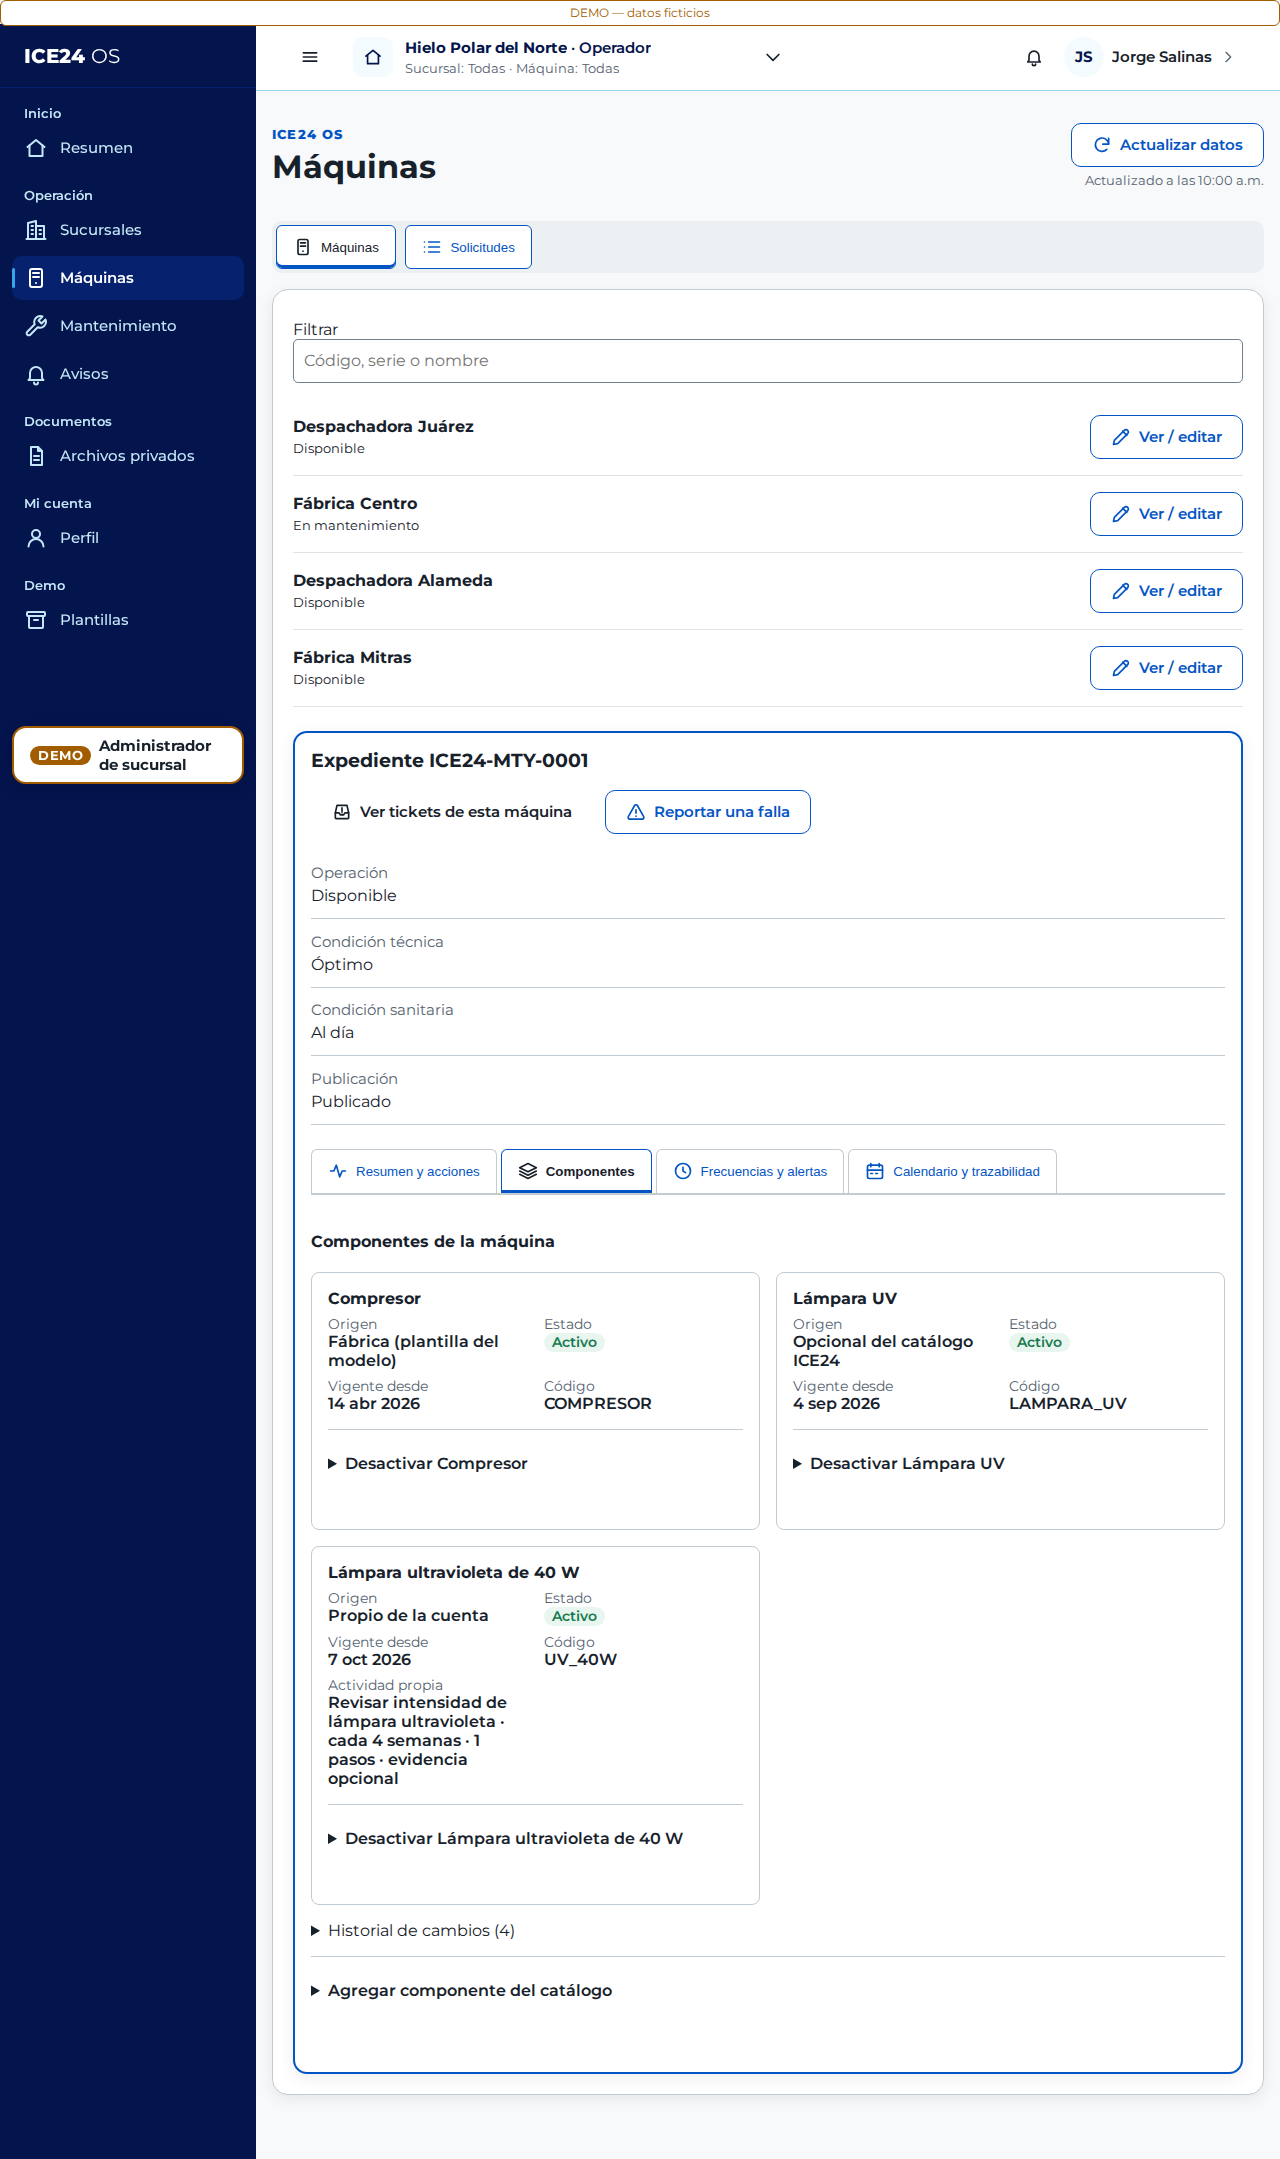 DEMO — datos ficticios
ICE24 OS
Hielo Polar del Norte · Operador
Sucursal: Todas · Máquina: Todas
JS
Jorge Salinas
Inicio
Resumen
Operación
Sucursales
Máquinas
Mantenimiento
Avisos
Documentos
Archivos privados
Mi cuenta
Perfil
Demo
Plantillas
DEMO
Administrador
de sucursal
ICE24 OS
Máquinas
Actualizar datos
Actualizado a las 10:00 a.m.
Máquinas
Solicitudes
Filtrar
Código, serie o nombre
Despachadora Juárez
Disponible
Ver / editar
Fábrica Centro
En mantenimiento
Ver / editar
Despachadora Alameda
Disponible
Ver / editar
Fábrica Mitras
Disponible
Ver / editar
Expediente ICE24-MTY-0001
Ver tickets de esta máquina
Reportar una falla
Operación
Disponible
Condición técnica
Óptimo
Condición sanitaria
Al día
Publicación
Publicado
Resumen y acciones
Componentes
Frecuencias y alertas
Calendario y trazabilidad
Componentes de la máquina
Compresor
Origen
Fábrica (plantilla del
modelo)
Estado
Activo
Vigente desde
14 abr 2026
Código
COMPRESOR
Desactivar Compresor
Lámpara UV
Origen
Opcional del catálogo
ICE24
Estado
Activo
Vigente desde
4 sep 2026
Código
LAMPARA_UV
Desactivar Lámpara UV
Lámpara ultravioleta de 40 W
Origen
Propio de la cuenta
Estado
Activo
Vigente desde
7 oct 2026
Código
UV_40W
Actividad propia
Revisar intensidad de
lámpara ultravioleta ·
cada 4 semanas · 1
pasos · evidencia
opcional
Desactivar Lámpara ultravioleta de 40 W
Historial de cambios (4)
Agregar componente del catálogo